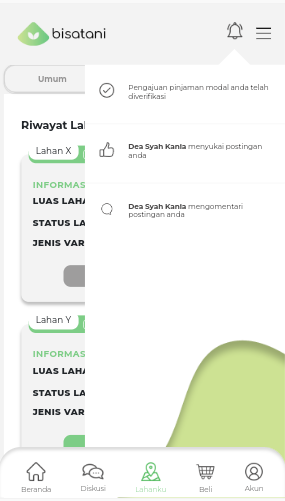 bisatani
Umum
Pengajuan pinjaman modal anda telah
diverifikasi
Riwayat Lah
Lahan X
Dea Syah Kania menyukai postingan
anda
INFORMAS
LUAS LAHA
Dea Syah Kania mengomentari
postingan anda
STATUS LA
JENIS VAR
Lahan Y
INFORMAS
LUAS LAHA
STATUS LA
JENIS VAR
Beranda
Diskusi
Lahanku
Beli
Akun